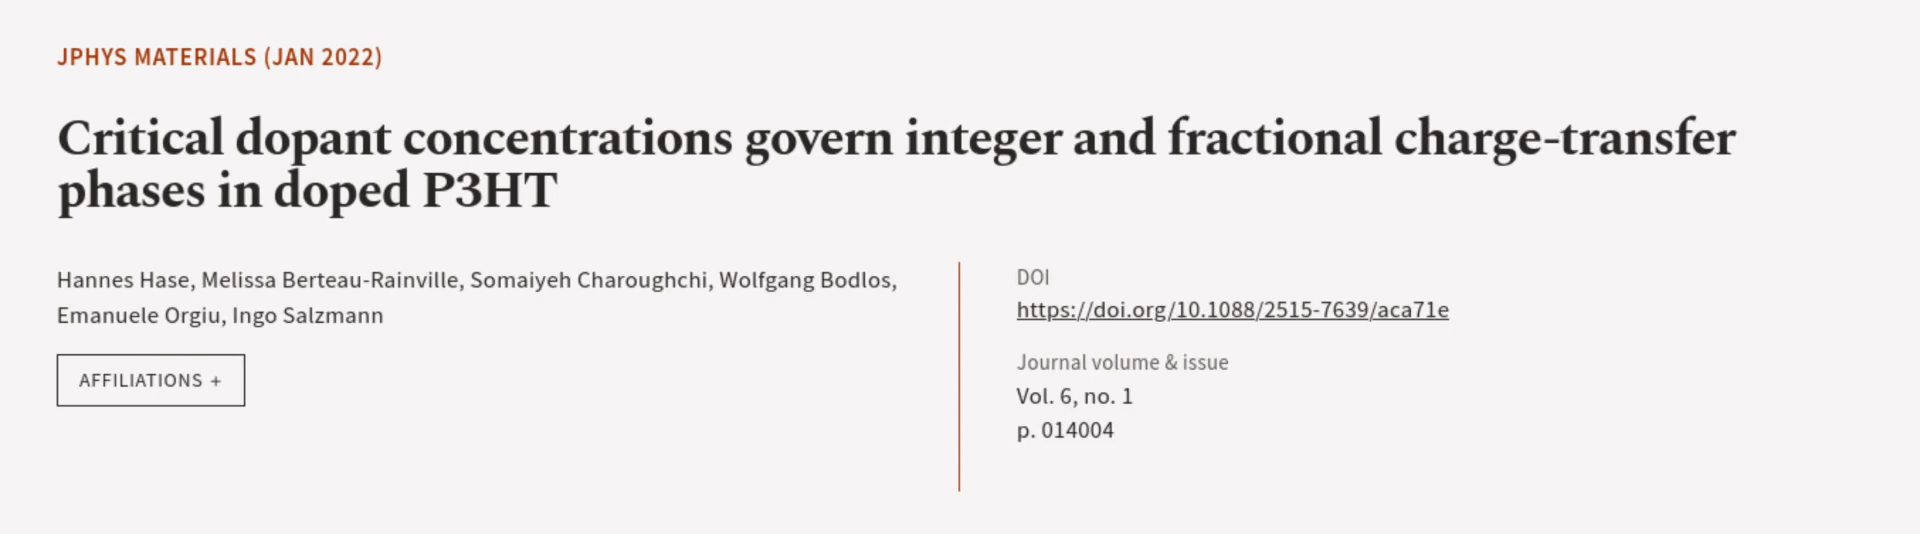 JPHYS MATERIALS (JAN 2022)
Critical dopant concentrations govern integer and fractional charge-transfer
phases in doped P3HT
Hannes Hase, Melissa Berteau-Rainville, Somaiyeh Charoughchi, Wolfgang Bodlos,
Emanuele Orgiu, Ingo Salzmann
AFFILIATIONS +
DOI
https://doi.org/10.1088/2515-7639/aca71e
Journal volume & issue
Vol. 6, no. 1
p. 014004